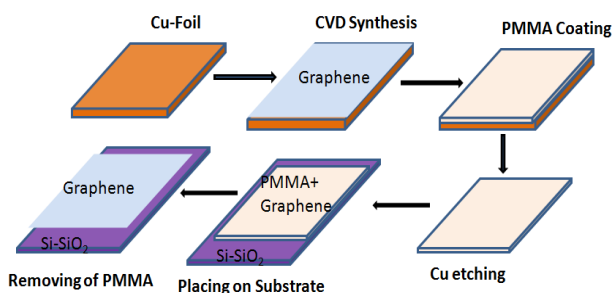 Cu-Foil
CVD Synthesis
PMMA Coating
Graphene
Graphene
Si-SiO₂
PMMA+
Graphene
Si-SiO₂
Removing of PMMA
Placing on Substrate
Cu etching